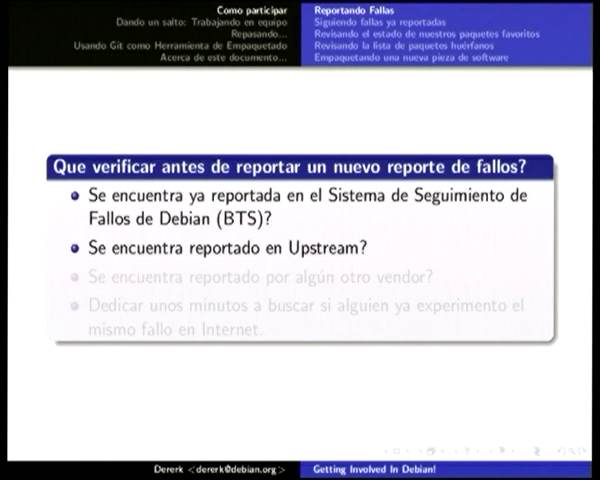 Como participar
Dando un salto: Trabajando en equipo
Repasando...
Usando Git como Herramienta de Empaquetado
Acerca de este documento...
Reportando Fallas
Siguiendo fallas ya reportadas
Revisando el estado de nuestros paquetes favoritos
Revisando la lista de paquetes huérfanos
Empaquetando una nueva pieza de software
Que verificar antes de reportar un nuevo reporte de fallos?
Se encuentra ya reportada en el Sistema de Seguimiento de
Fallos de Debian (BTS)?
Se encuentra reportado en Upstream?
Se encuentra reportado por algún otro vendor?
Dedicar unos minutos a buscar si alguien ya experimento el
mismo fallo en Internet.
Dererk <dererk@debian.org>
Getting Involved In Debian!